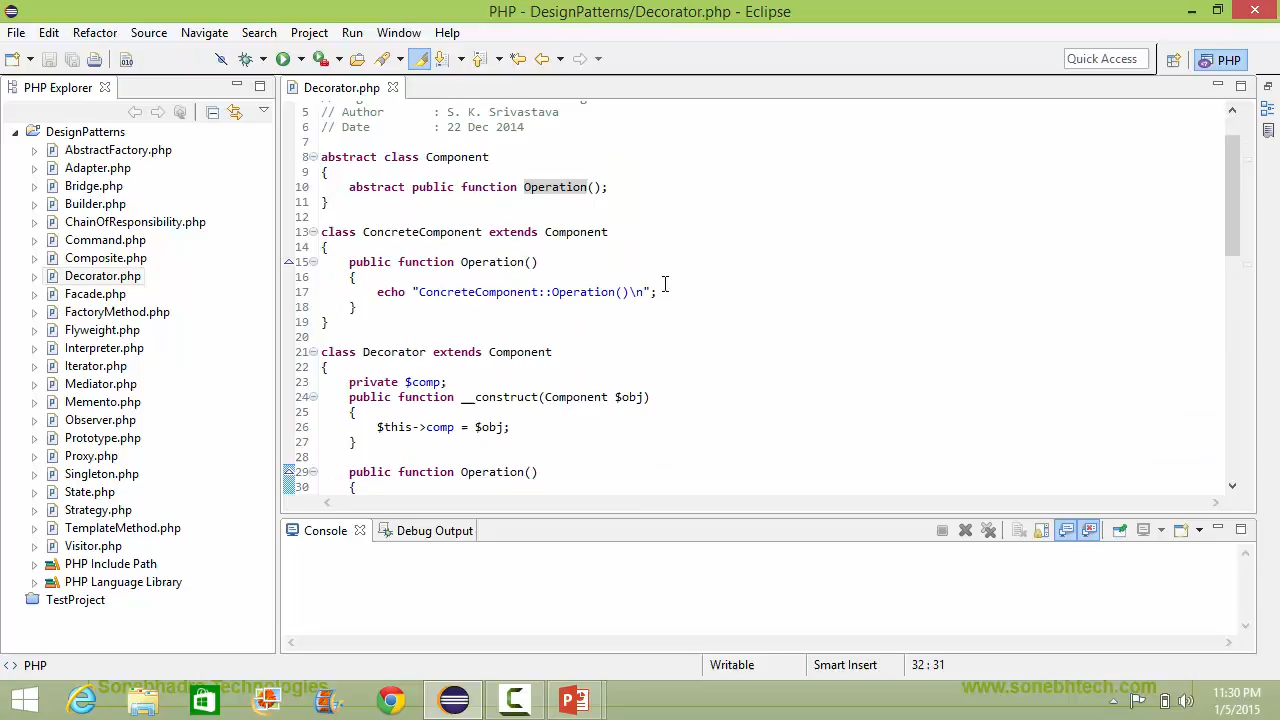 PHP - DesignPatterns/Decorator.php - Eclipse
File Edit Refactor Source Navigate Search Project Run Window Help
Quick Access
PHP
PHP Explorer
DesignPatterns
AbstractFactory.php
Adapter.php
Bridge.php
Builder.php
ChainOfResponsibility.php
Command.php
Composite.php
Decorator.php
Facade.php
FactoryMethod.php
Flyweight.php
Interpreter.php
Iterator.php
Mediator.php
Memento.php
Observer.php
Prototype.php
Proxy.php
Singleton.php
State.php
Strategy.php
TemplateMethod.php
Visitor.php
PHP Include Path
PHP Language Library
TestProject
Decorator.php
5 // Author : S. K. Srivastava
6 // Date : 22 Dec 2014
7
8 abstract class Component
9 {
10 abstract public function Operation();
11 }
12
13 class ConcreteComponent extends Component
14 {
15 public function Operation()
16 {
17 echo "ConcreteComponent::Operation()\n";
18 }
19 }
20
21 class Decorator extends Component
22 {
23 private $comp;
24 public function __construct(Component $obj)
25 {
26 $this->comp = $obj;
27 }
28
29 public function Operation()
30 {
Console Debug Output
PHP Writable Smart Insert 32 : 31
Sonebhadra Technologies
www.sonebhtech.com
11:30 PM
1/5/2015